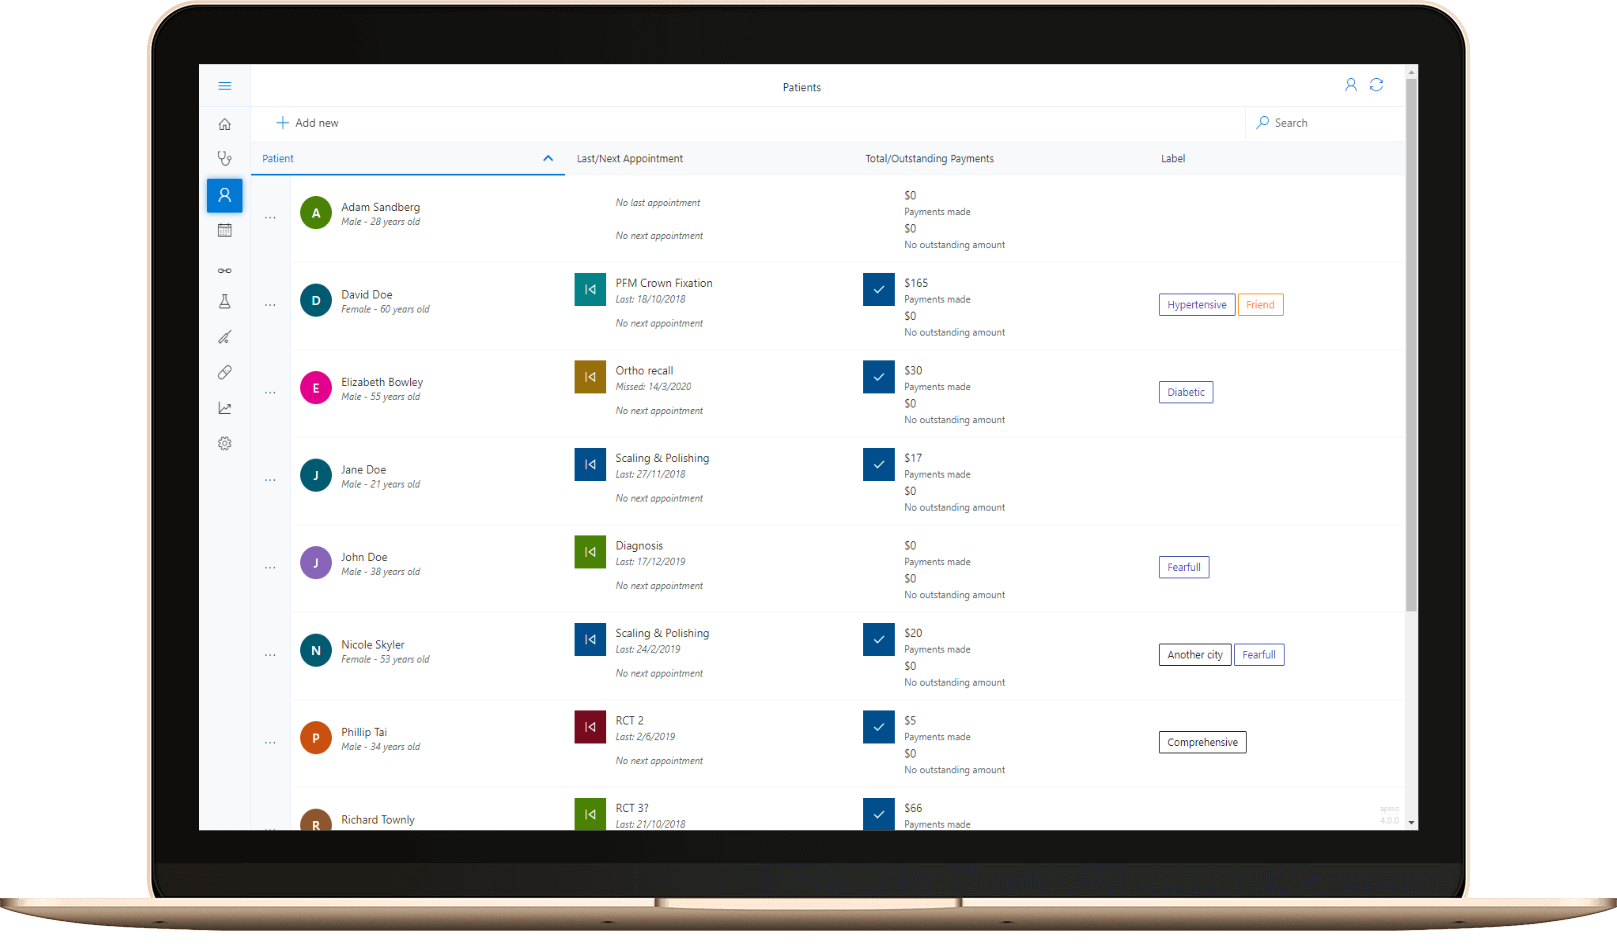 Patients
Add new
Search
Patient
Last/Next Appointment
Total/Outstanding Payments
Label
A
Adam Sandberg
Male - 28 years old
No last appointment
No next appointment
$0
Payments made
$0
No outstanding amount
D
David Doe
Female - 60 years old
PFM Crown Fixation
Last: 18/10/2018
No next appointment
$165
Payments made
$0
No outstanding amount
Hypertensive
Friend
E
Elizabeth Bowley
Male - 55 years old
Ortho recall
Missed: 14/3/2020
No next appointment
$30
Payments made
$0
No outstanding amount
Diabetic
J
Jane Doe
Male - 21 years old
Scaling & Polishing
Last: 27/11/2018
No next appointment
$17
Payments made
$0
No outstanding amount
J
John Doe
Male - 38 years old
Diagnosis
Last: 17/12/2019
No next appointment
$0
Payments made
$0
No outstanding amount
Fearfull
N
Nicole Skyler
Female - 53 years old
Scaling & Polishing
Last: 24/2/2019
No next appointment
$20
Payments made
$0
No outstanding amount
Another city
Fearfull
P
Phillip Tai
Male - 34 years old
RCT 2
Last: 2/6/2019
No next appointment
$5
Payments made
$0
No outstanding amount
Comprehensive
R
Richard Townly
RCT 3?
Last: 21/10/2018
$66
Payments made
4.0.0